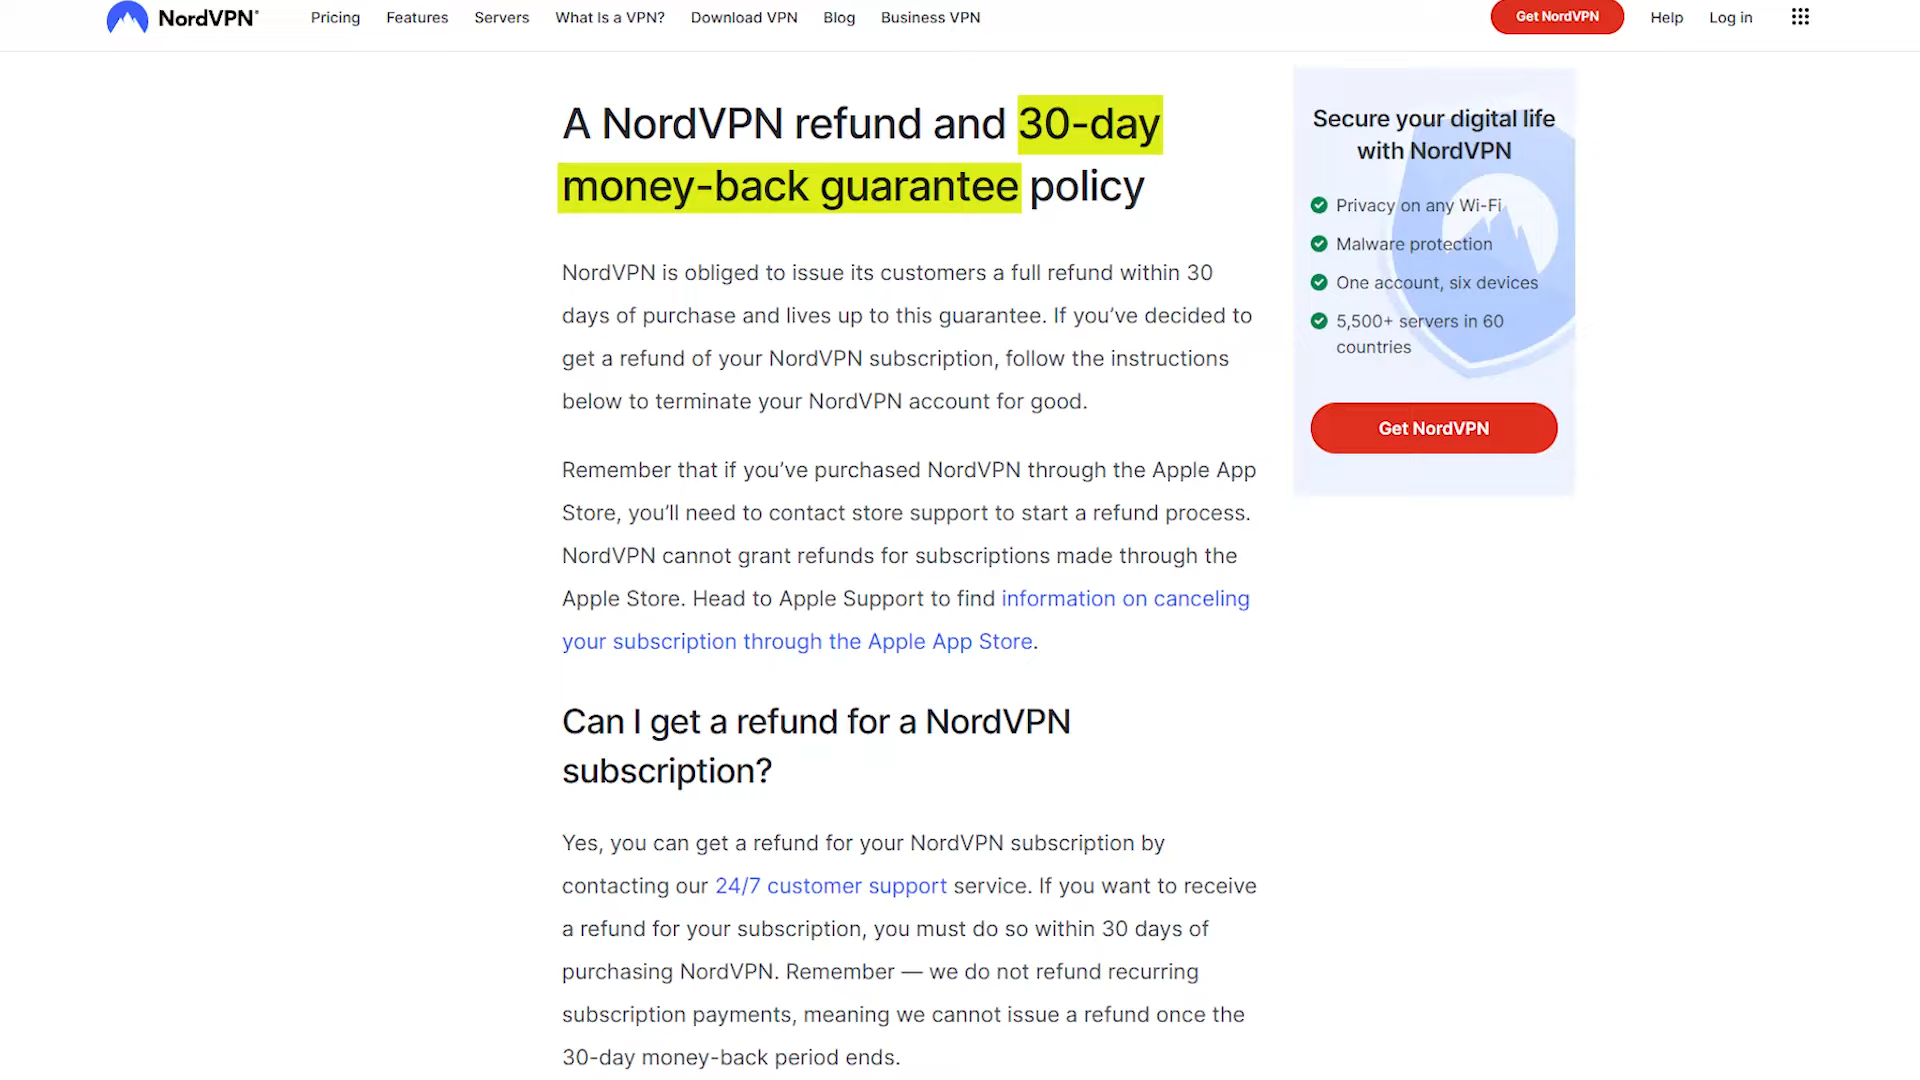 NordVPN®
Pricing
Features
Servers
What Is a VPN?
Download VPN
Blog
Business VPN
Get NordVPN
Help
Log in
A NordVPN refund and 30-day
money-back guarantee policy
NordVPN is obliged to issue its customers a full refund within 30
days of purchase and lives up to this guarantee. If you’ve decided to
get a refund of your NordVPN subscription, follow the instructions
below to terminate your NordVPN account for good.
Remember that if you’ve purchased NordVPN through the Apple App
Store, you’ll need to contact store support to start a refund process.
NordVPN cannot grant refunds for subscriptions made through the
Apple Store. Head to Apple Support to find information on canceling
your subscription through the Apple App Store.
Can I get a refund for a NordVPN
subscription?
Yes, you can get a refund for your NordVPN subscription by
contacting our 24/7 customer support service. If you want to receive
a refund for your subscription, you must do so within 30 days of
purchasing NordVPN. Remember — we do not refund recurring
subscription payments, meaning we cannot issue a refund once the
30-day money-back period ends.
Secure your digital life
with NordVPN
Privacy on any Wi-Fi
Malware protection
One account, six devices
5,500+ servers in 60
countries
Get NordVPN